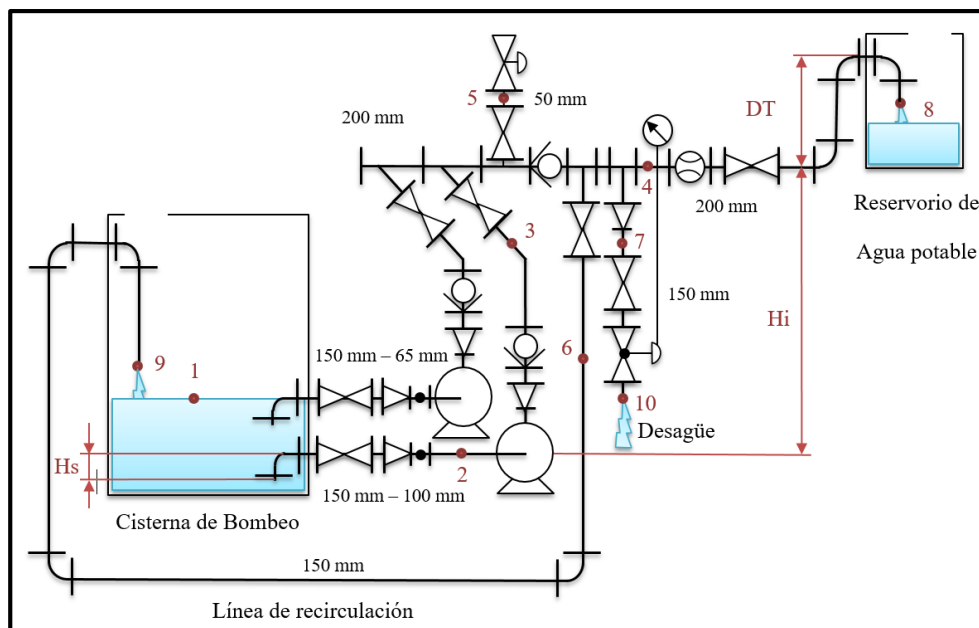 5
50 mm
DT
8
200 mm
4
200 mm
Reservorio de
Agua potable
3
7
150 mm
Hi
9
1
150 mm – 65 mm
6
10
Desagüe
Hs
2
150 mm – 100 mm
Cisterna de Bombeo
150 mm
Línea de recirculación